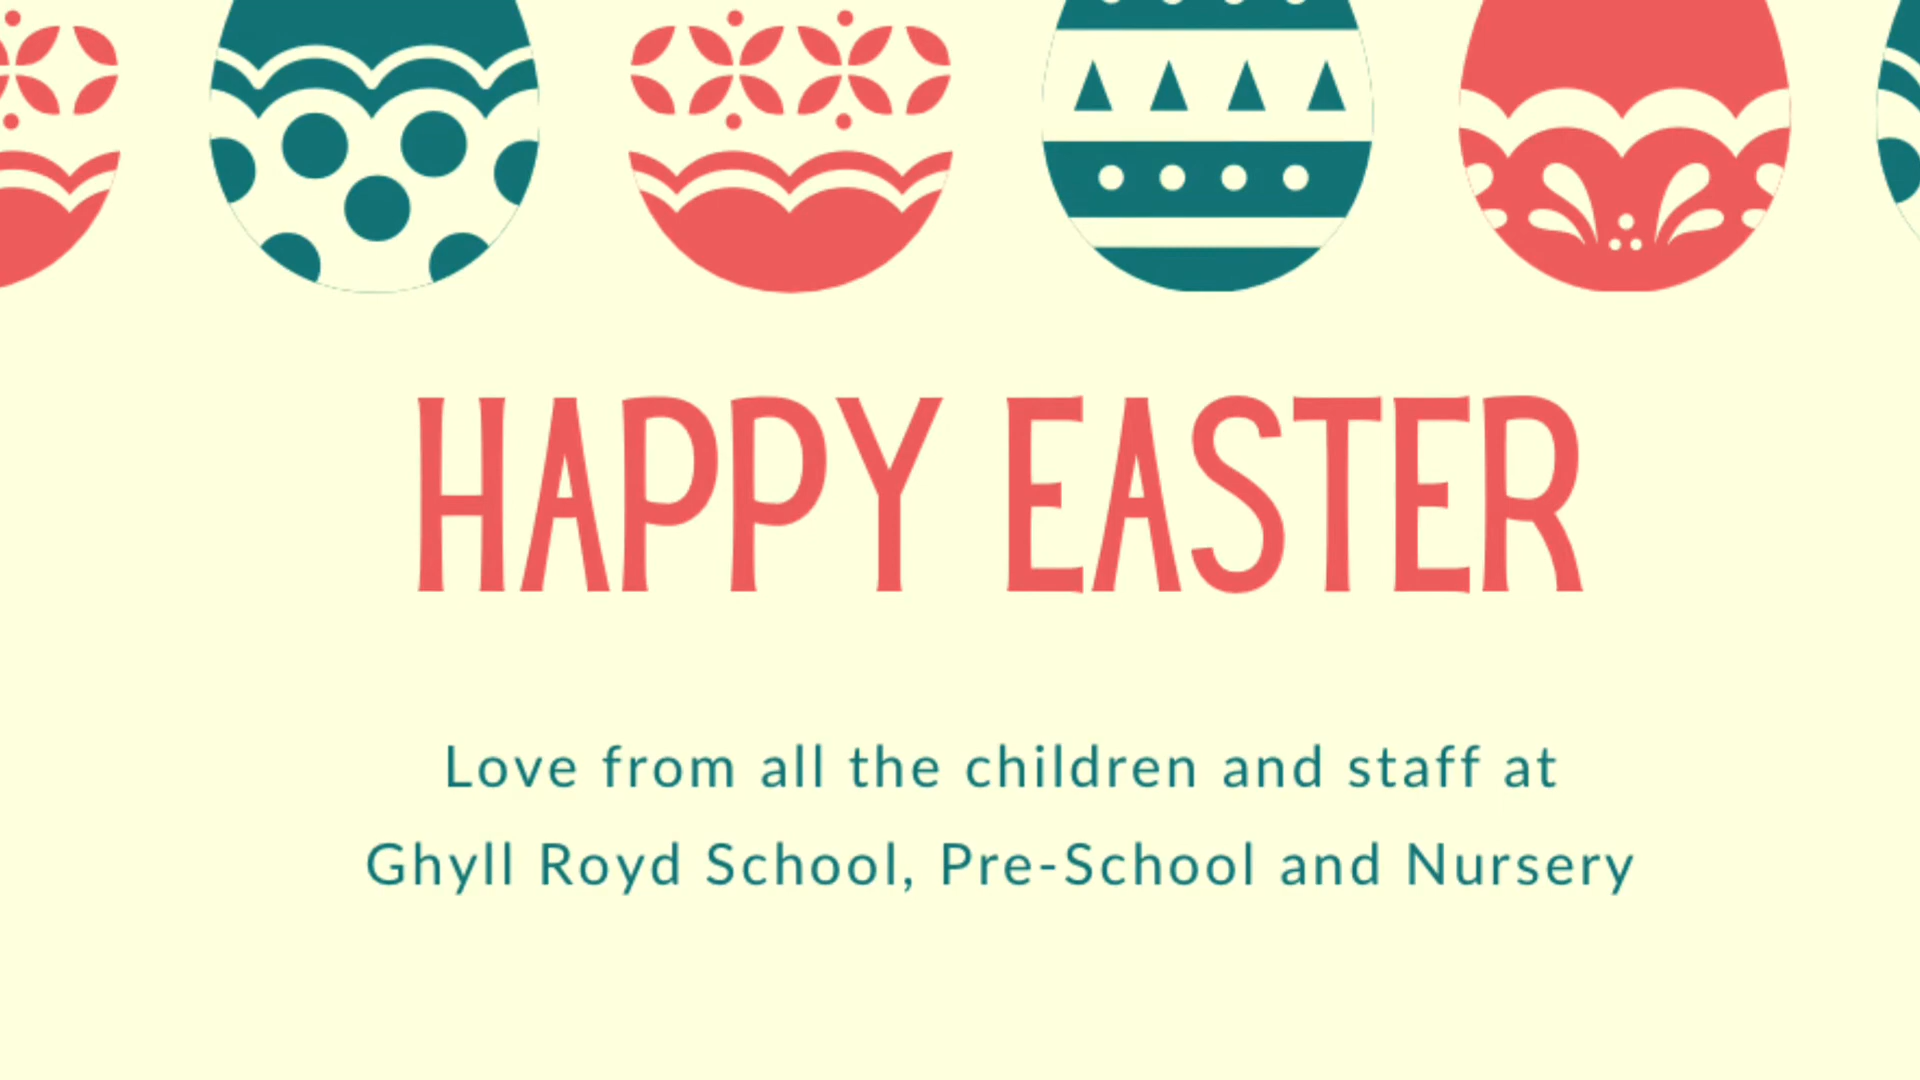 HAPPY EASTER
Love from all the children and staff at
Ghyll Royd School, Pre-School and Nursery